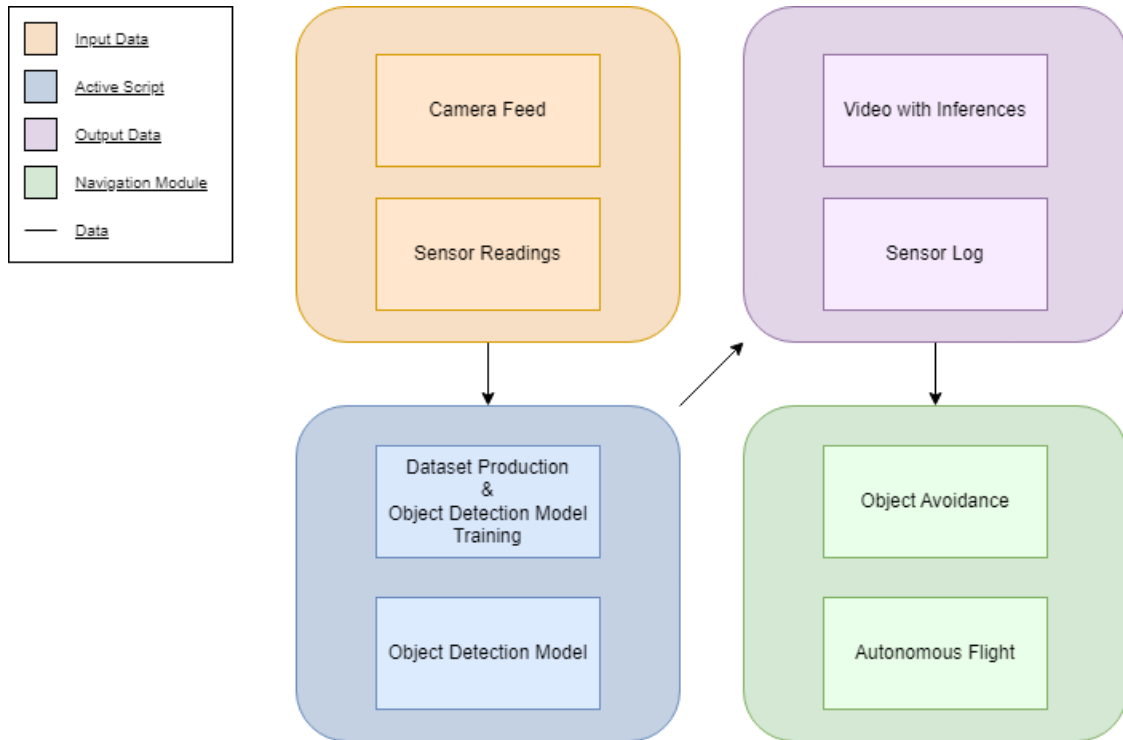 Input Data
Active Script
Output Data
Navigation Module
Data
Camera Feed
Sensor Readings
Video with Inferences
Sensor Log
Dataset Production
&
Object Detection Model
Training
Object Detection Model
Object Avoidance
Autonomous Flight